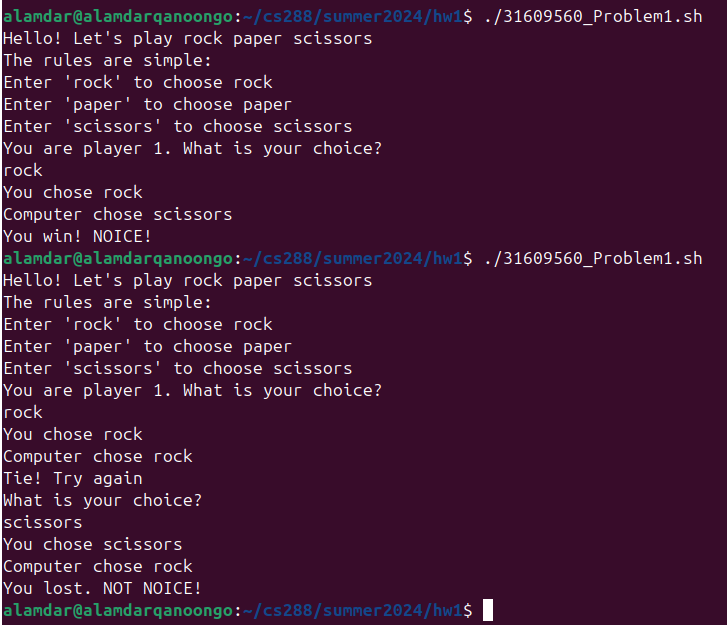 alamdar@alamdarqanoongo:~/cs288/summer2024/hw1$ ./31609560_Problem1.sh
Hello! Let's play rock paper scissors
The rules are simple:
Enter 'rock' to choose rock
Enter 'paper' to choose paper
Enter 'scissors' to choose scissors
You are player 1. What is your choice?
rock
You chose rock
Computer chose scissors
You win! NOICE!
alamdar@alamdarqanoongo:~/cs288/summer2024/hw1$ ./31609560_Problem1.sh
Hello! Let's play rock paper scissors
The rules are simple:
Enter 'rock' to choose rock
Enter 'paper' to choose paper
Enter 'scissors' to choose scissors
You are player 1. What is your choice?
rock
You chose rock
Computer chose rock
Tie! Try again
What is your choice?
scissors
You chose scissors
Computer chose rock
You lost. NOT NOICE!
alamdar@alamdarqanoongo:~/cs288/summer2024/hw1$